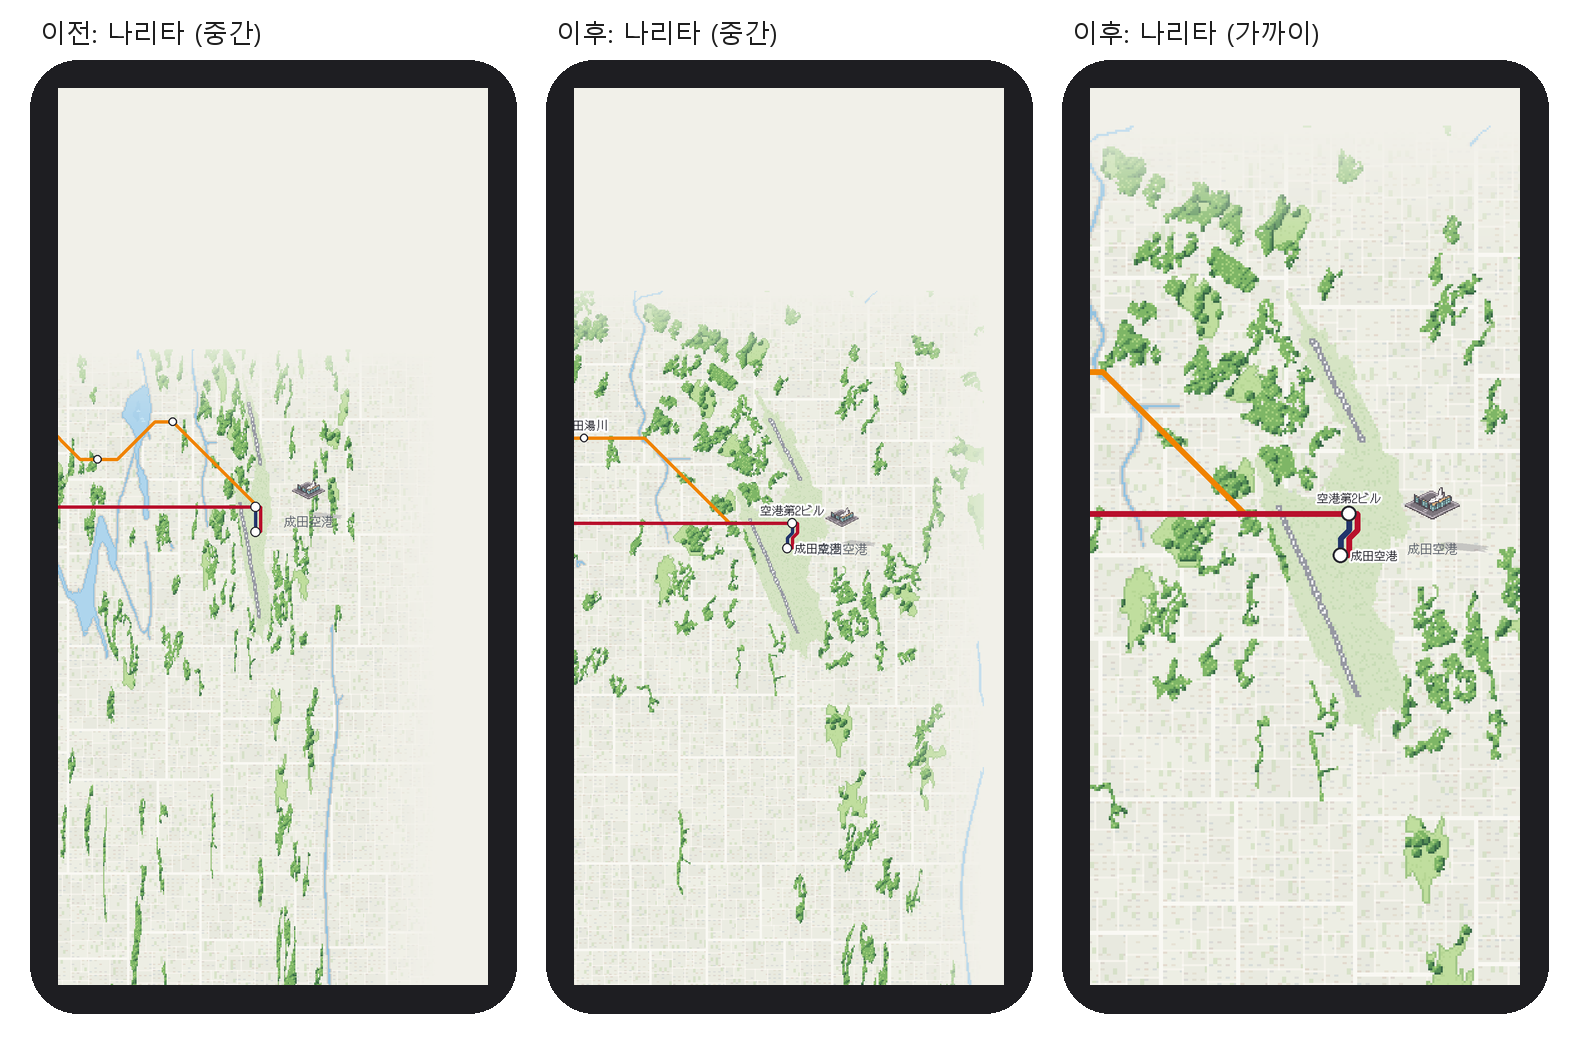 이전: 나리타 (중간)
成田空港
이후: 나리타 (중간)
田湯川
空港第2ビル
成田空港
이후: 나리타 (가까이)
空港第2ビル
成田空港
成田空港